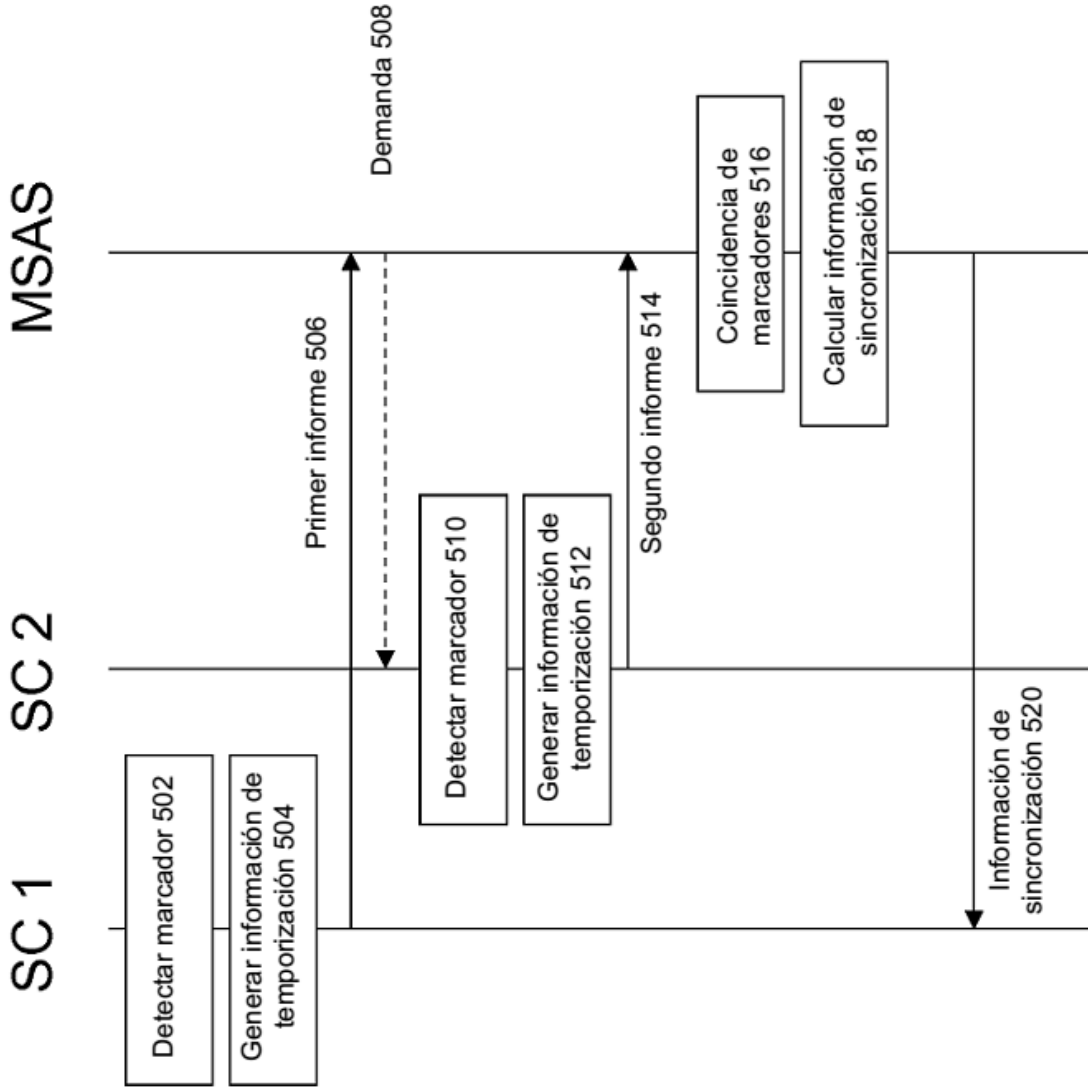 SC 1
SC 2
MSAS
Detectar marcador 502
Generar información de
temporización 504
Primer informe 506
Demanda 508
Detectar marcador 510
Generar información de
temporización 512
Segundo informe 514
Coincidencia de
marcadores 516
Calcular información de
sincronización 518
Información de
sincronización 520